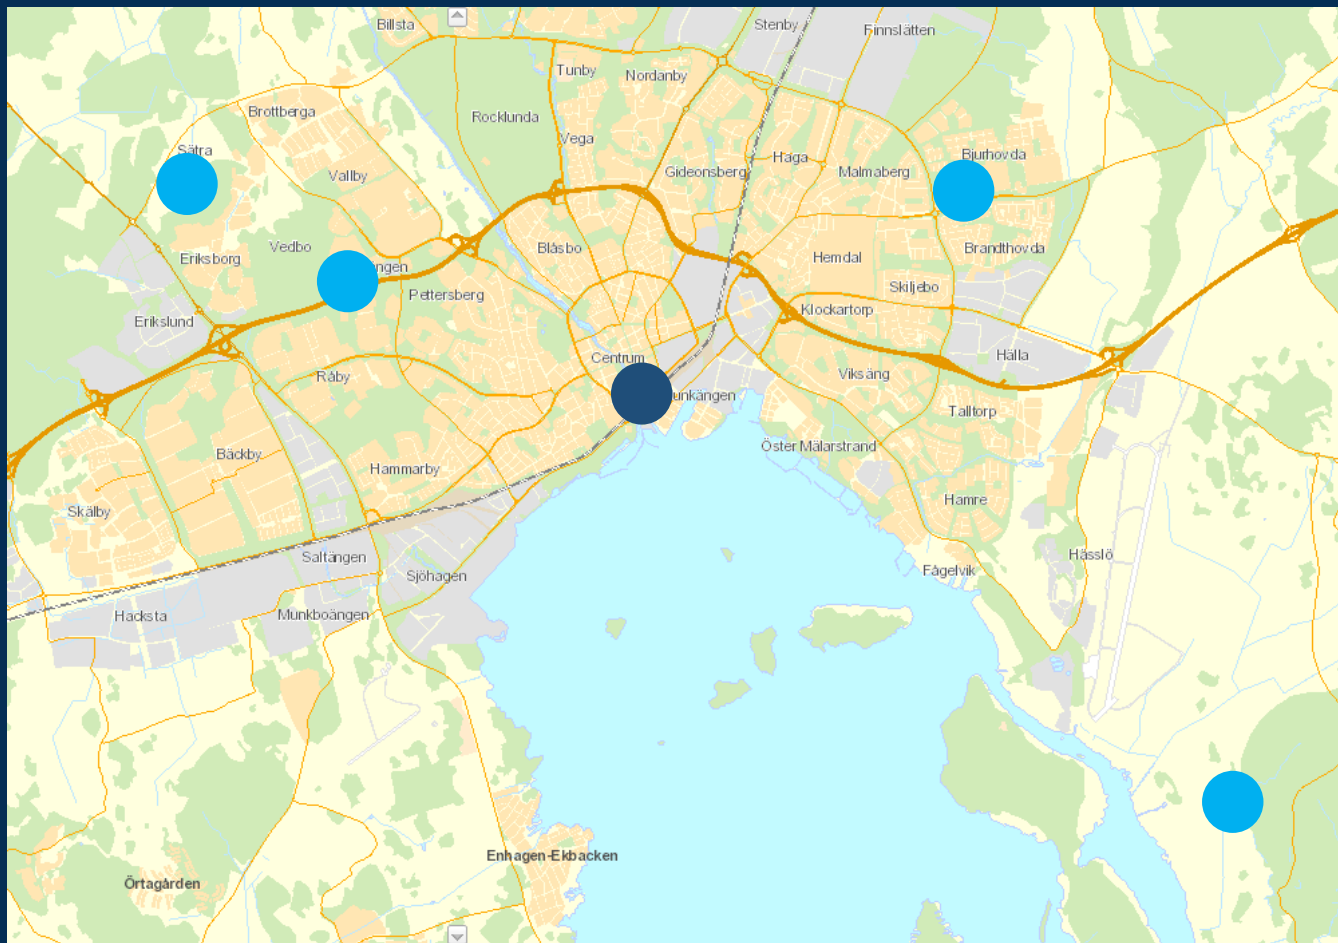 Billsta
Stenby
Finnslätten
Tunby
Nordanby
Brottberga
Rocklunda
Vega
Sätra
Haga
Bjurhovda
Vallby
Gideonsberg
Malmaberg
Vedbo
Blåsbo
Brandthovda
Eriksborg
Hemdal
Pettersberg
Skiljebo
Klockartorp
Erikslund
Centrum
Hälla
Råby
Viksäng
Talltorp
Öster Mälarstrand
Bäckby
Hammarby
Hamre
Skälby
Saltängen
Hässlö
Sjöhagen
Fågelvik
Hacksta
Munkboängen
Enhagen-Ekbacken
Örtagården